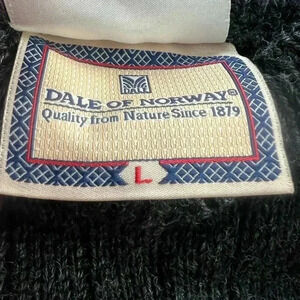 DALE OF NORWAY®
Quality from Nature Since 1879
L